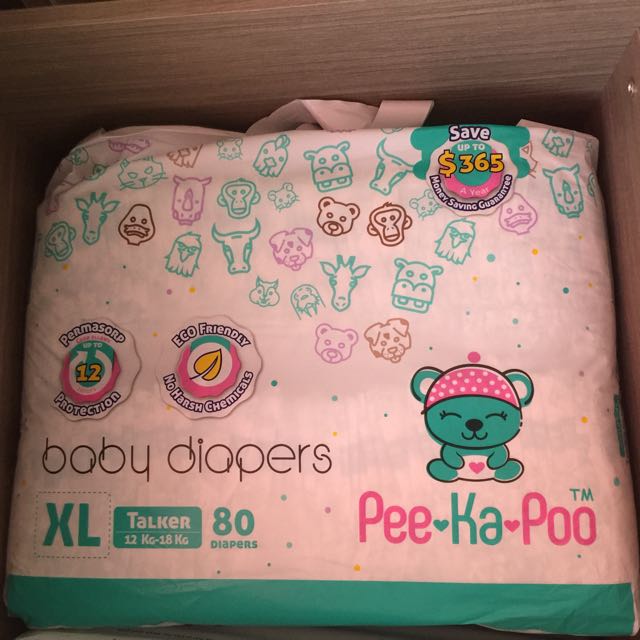 Save
UP TO
$365
A Year
Money Saving Guarantee
Permasorp
UP TO
12
Protection
Eco Friendly
No Harsh Chemicals
baby diapers
XL
Talker
12 Kg-18 Kg
80
Diapers
Pee-Ka-Poo
TM